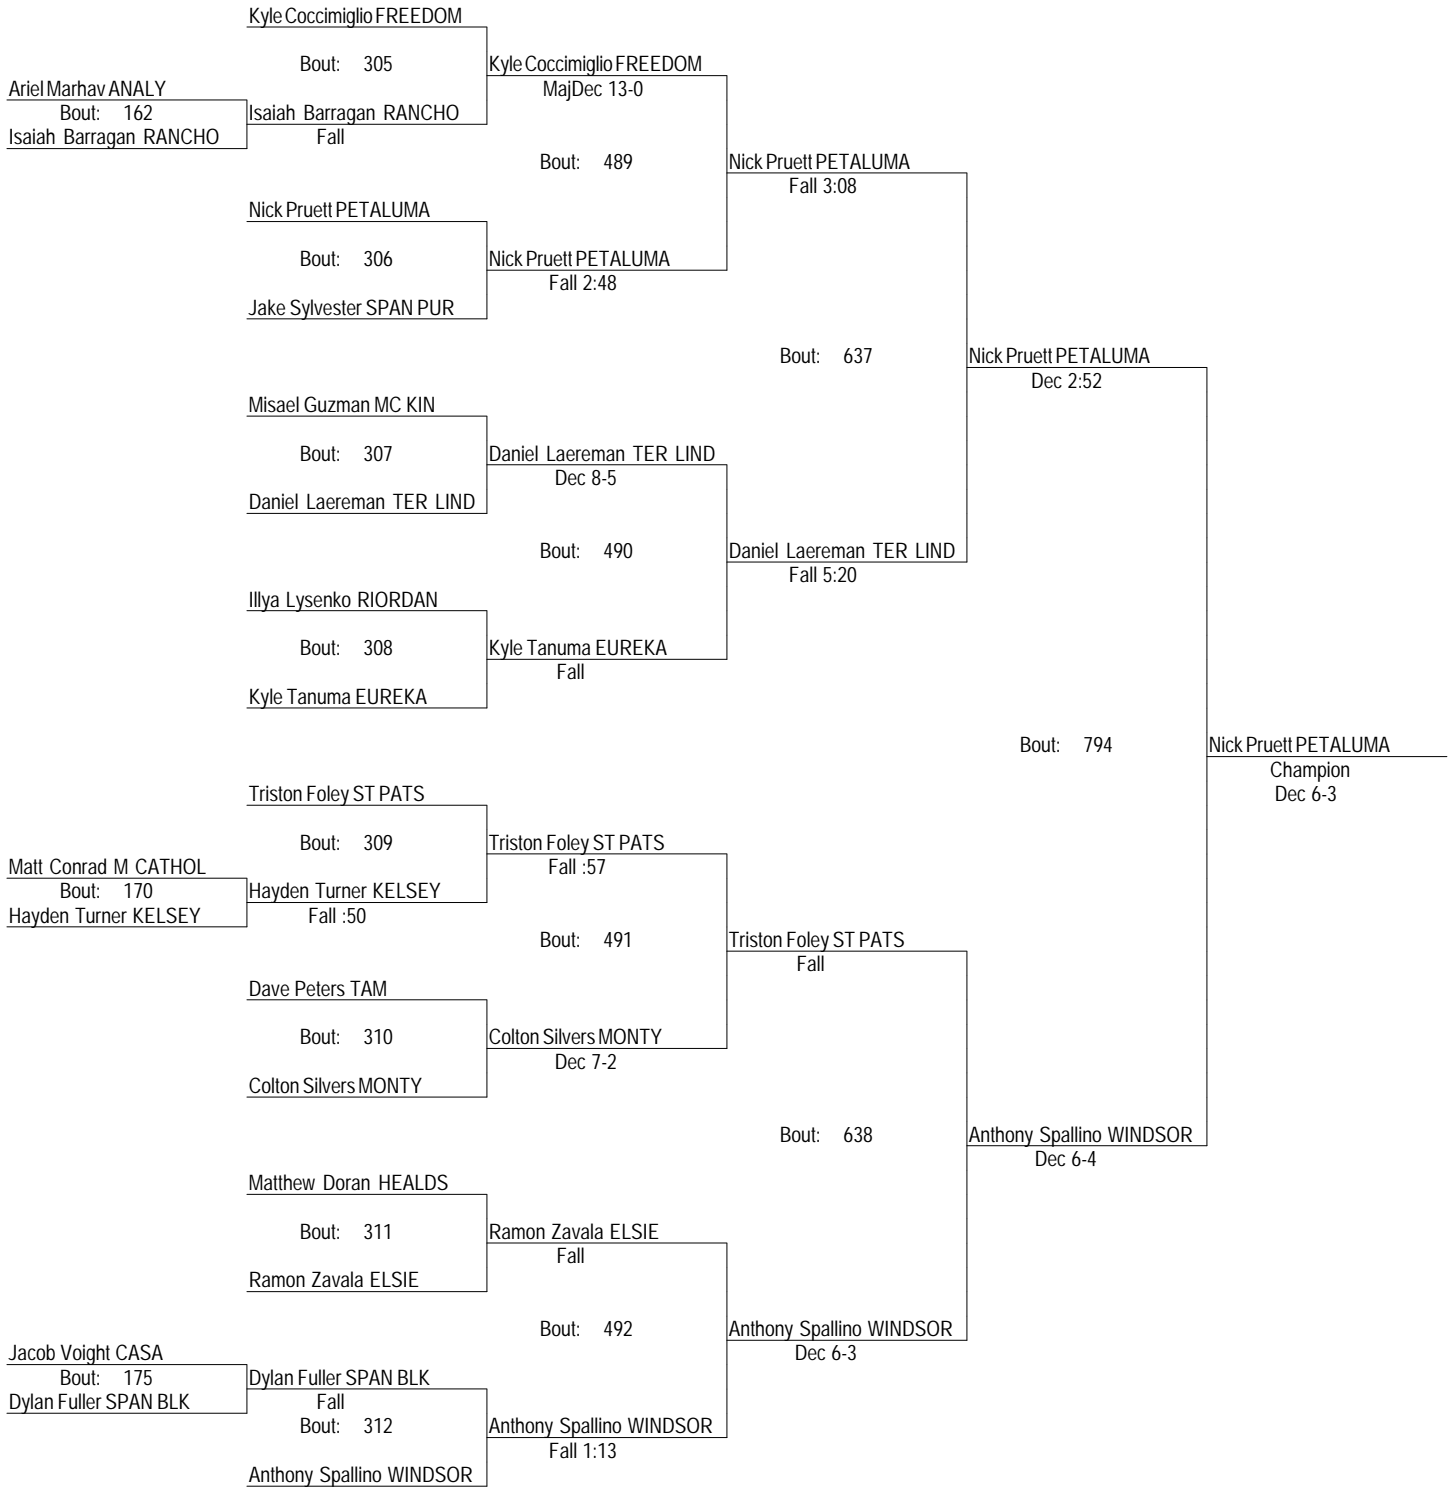 Kyle Coccimiglio FREEDOM
Bout: 305
Kyle Coccimiglio FREEDOM
MajDec 13-0
Ariel Marhav ANALY
Bout: 162
Isaiah Barragan RANCHO
Isaiah Barragan RANCHO
Fall
Bout: 489
Nick Pruett PETALUMA
Fall 3:08
Nick Pruett PETALUMA
Bout: 306
Nick Pruett PETALUMA
Fall 2:48
Jake Sylvester SPAN PUR
Bout: 637
Nick Pruett PETALUMA
Dec 2:52
Misael Guzman MC KIN
Bout: 307
Daniel Laereman TER LIND
Dec 8-5
Daniel Laereman TER LIND
Bout: 490
Daniel Laereman TER LIND
Fall 5:20
Illya Lysenko RIORDAN
Bout: 308
Kyle Tanuma EUREKA
Fall
Kyle Tanuma EUREKA
Bout: 794
Nick Pruett PETALUMA
Champion
Dec 6-3
Triston Foley ST PATS
Bout: 309
Triston Foley ST PATS
Fall :57
Matt Conrad M CATHOL
Bout: 170
Hayden Turner KELSEY
Hayden Turner KELSEY
Fall :50
Bout: 491
Triston Foley ST PATS
Fall
Dave Peters TAM
Bout: 310
Colton Silvers MONTY
Dec 7-2
Colton Silvers MONTY
Bout: 638
Anthony Spallino WINDSOR
Dec 6-4
Matthew Doran HEALDS
Bout: 311
Ramon Zavala ELSIE
Fall
Ramon Zavala ELSIE
Bout: 492
Anthony Spallino WINDSOR
Dec 6-3
Jacob Voight CASA
Bout: 175
Dylan Fuller SPAN BLK
Dylan Fuller SPAN BLK
Fall
Bout: 312
Anthony Spallino WINDSOR
Fall 1:13
Anthony Spallino WINDSOR